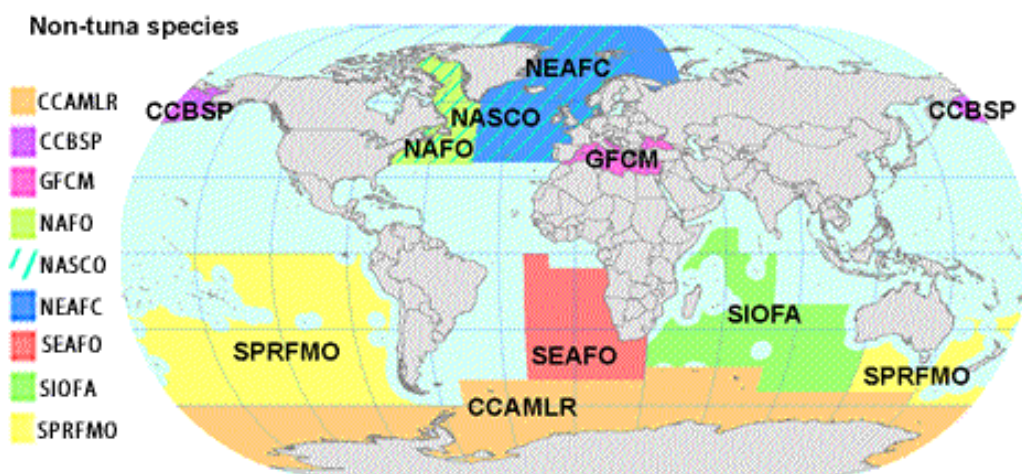 Non-tuna species
CCAMLR
CCBSP
GFCM
NAFO
NASCO
NEAFC
SEAFO
SIOFA
SPRFMO
NEAFC
CCBSP
CCBSP
NASCO
NAFO
GFCM
SIOFA
SPRFMO
SEAFO
SPRFMO
CCAMLR